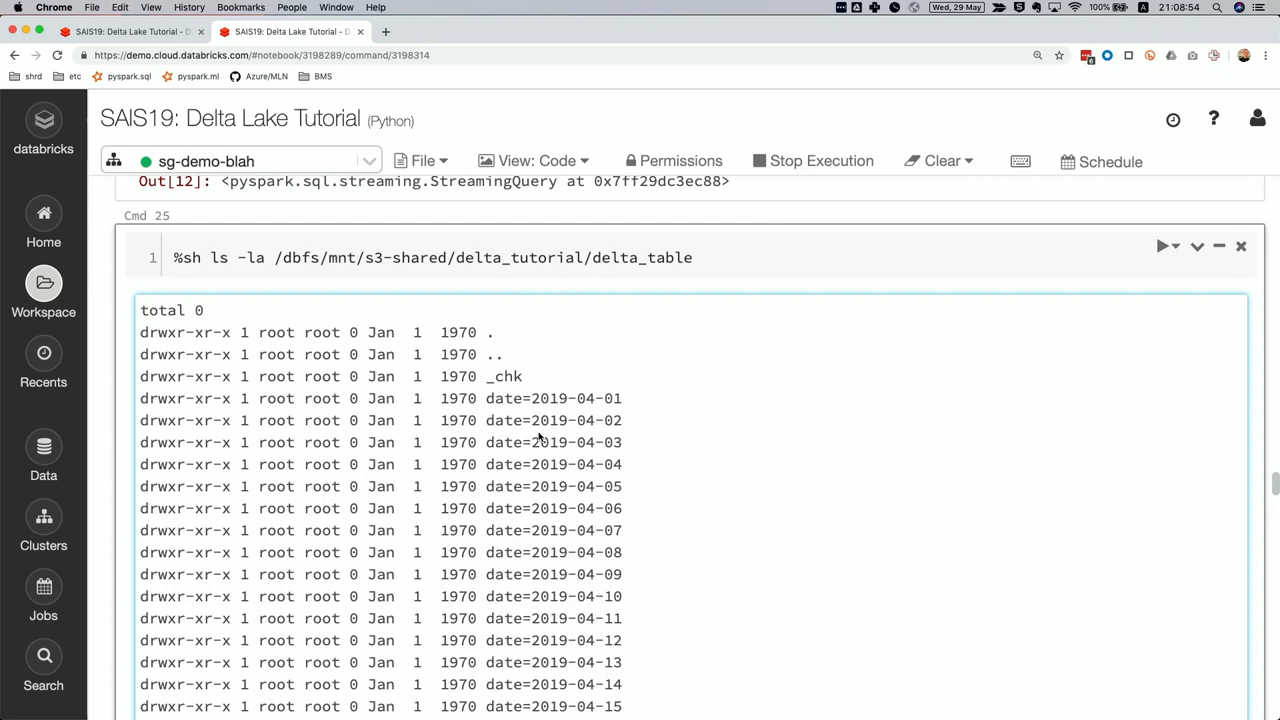 Chrome File Edit View History Bookmarks People Window Help
100% Wed, 29 May A 21:08:54
SAIS19: Delta Lake Tutorial - D
SAIS19: Delta Lake Tutorial - D
https://demo.cloud.databricks.com/#notebook/3198289/command/3198314
shrd etc pyspark.sql pyspark.ml Azure/MLN BMS
databricks
Home
Workspace
Recents
Data
Clusters
Jobs
Search
SAIS19: Delta Lake Tutorial (Python)
sg-demo-blah File View: Code Permissions Stop Execution Clear Schedule
Out[12]: <pyspark.sql.streaming.StreamingQuery at 0x7ff29dc3ec88>
Cmd 25
1 %sh ls -la /dbfs/mnt/s3-shared/delta_tutorial/delta_table
total 0
drwxr-xr-x 1 root root 0 Jan 1 1970 .
drwxr-xr-x 1 root root 0 Jan 1 1970 ..
drwxr-xr-x 1 root root 0 Jan 1 1970 _chk
drwxr-xr-x 1 root root 0 Jan 1 1970 date=2019-04-01
drwxr-xr-x 1 root root 0 Jan 1 1970 date=2019-04-02
drwxr-xr-x 1 root root 0 Jan 1 1970 date=2019-04-03
drwxr-xr-x 1 root root 0 Jan 1 1970 date=2019-04-04
drwxr-xr-x 1 root root 0 Jan 1 1970 date=2019-04-05
drwxr-xr-x 1 root root 0 Jan 1 1970 date=2019-04-06
drwxr-xr-x 1 root root 0 Jan 1 1970 date=2019-04-07
drwxr-xr-x 1 root root 0 Jan 1 1970 date=2019-04-08
drwxr-xr-x 1 root root 0 Jan 1 1970 date=2019-04-09
drwxr-xr-x 1 root root 0 Jan 1 1970 date=2019-04-10
drwxr-xr-x 1 root root 0 Jan 1 1970 date=2019-04-11
drwxr-xr-x 1 root root 0 Jan 1 1970 date=2019-04-12
drwxr-xr-x 1 root root 0 Jan 1 1970 date=2019-04-13
drwxr-xr-x 1 root root 0 Jan 1 1970 date=2019-04-14
drwxr-xr-x 1 root root 0 Jan 1 1970 date=2019-04-15